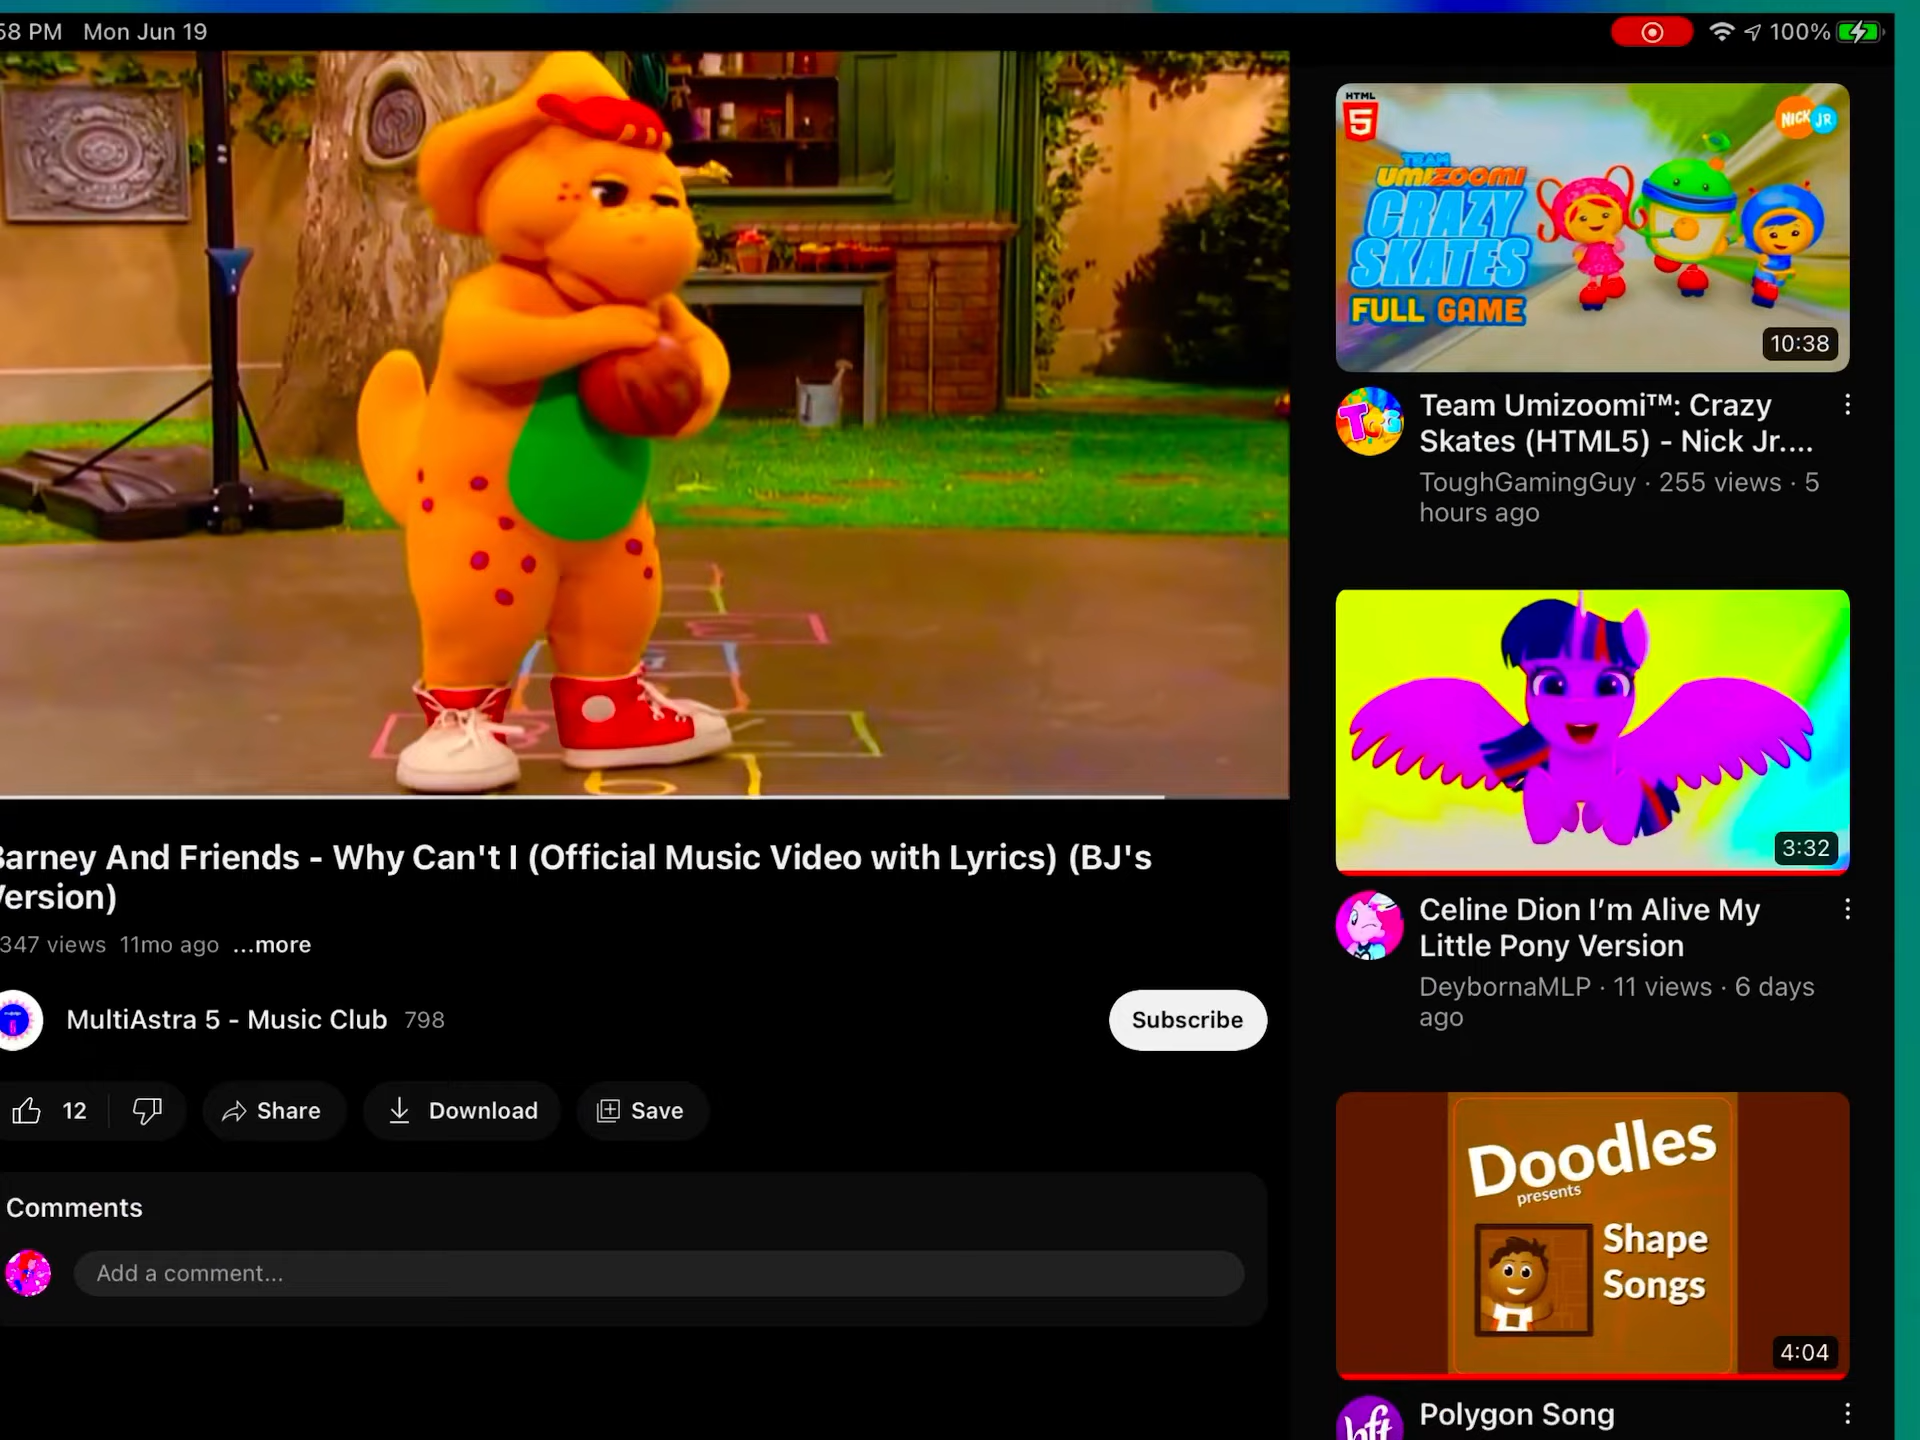 58 PM Mon Jun 19
100%
Barney And Friends - Why Can't I (Official Music Video with Lyrics) (BJ's
Version)
347 views 11mo ago ...more
MultiAstra 5 - Music Club 798
Subscribe
12
Share
Download
Save
Comments
Add a comment...
HTML
5
NICK JR
TEAM
UMIZOOMI
CRAZY
SKATES
FULL GAME
10:38
Team Umizoomi™: Crazy
Skates (HTML5) - Nick Jr....
ToughGamingGuy · 255 views · 5
hours ago
3:32
Celine Dion I’m Alive My
Little Pony Version
DeybornaMLP · 11 views · 6 days
ago
Doodles
presents
Shape
Songs
4:04
hft
Polygon Song